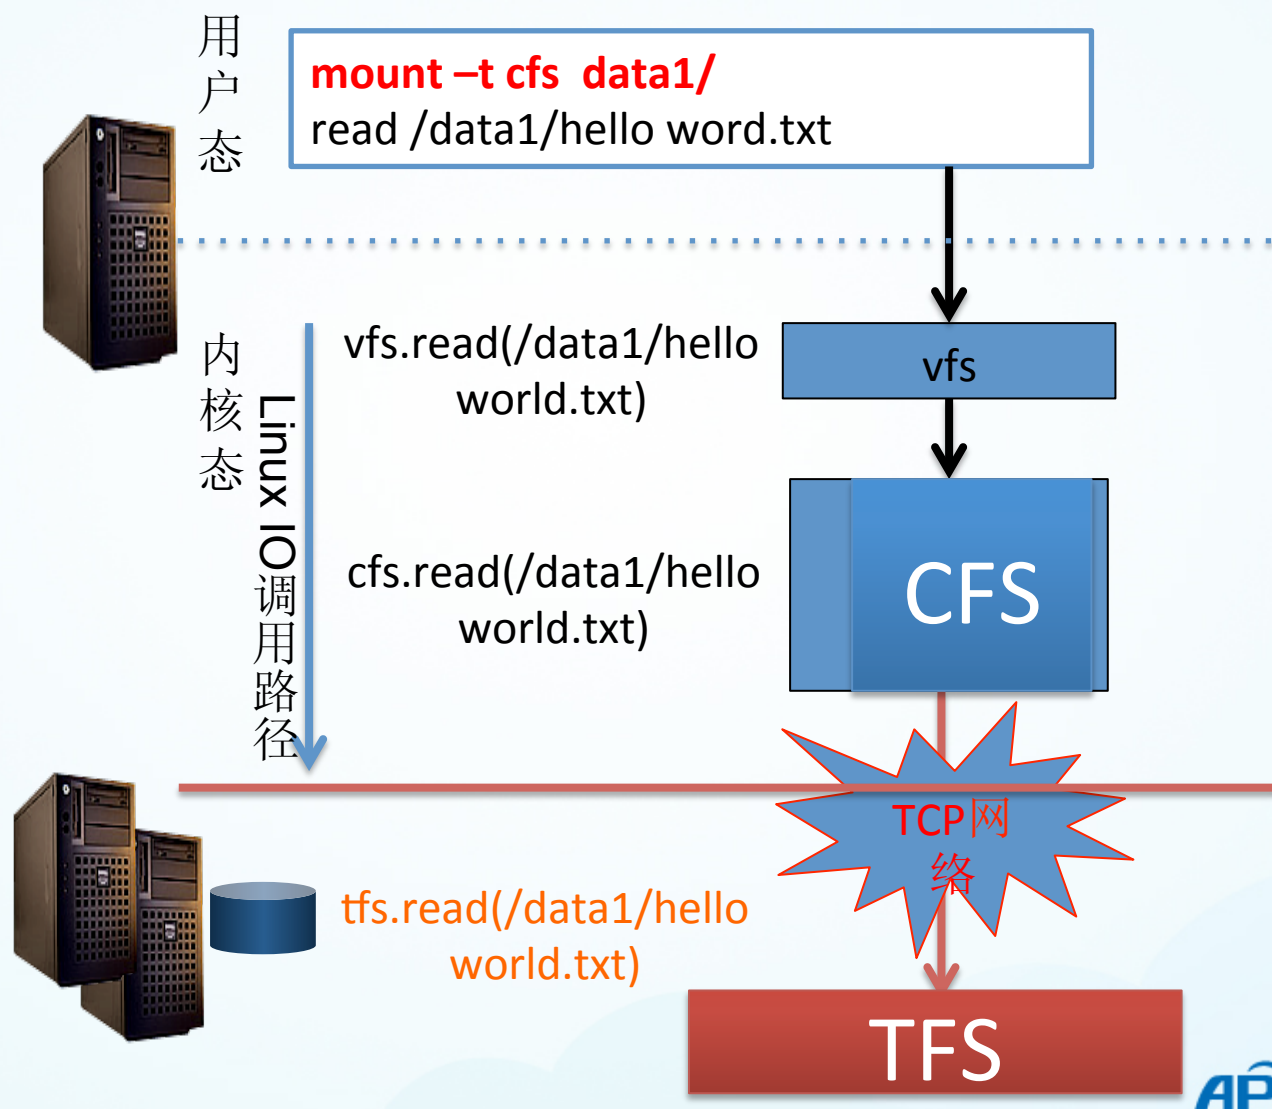 用户态
mount –t cfs data1/
read /data1/hello word.txt
内核态
Linux IO调用路径
vfs.read(/data1/hello
world.txt)
vfs
cfs.read(/data1/hello
world.txt)
CFS
TCP网
络
tfs.read(/data1/hello
world.txt)
TFS